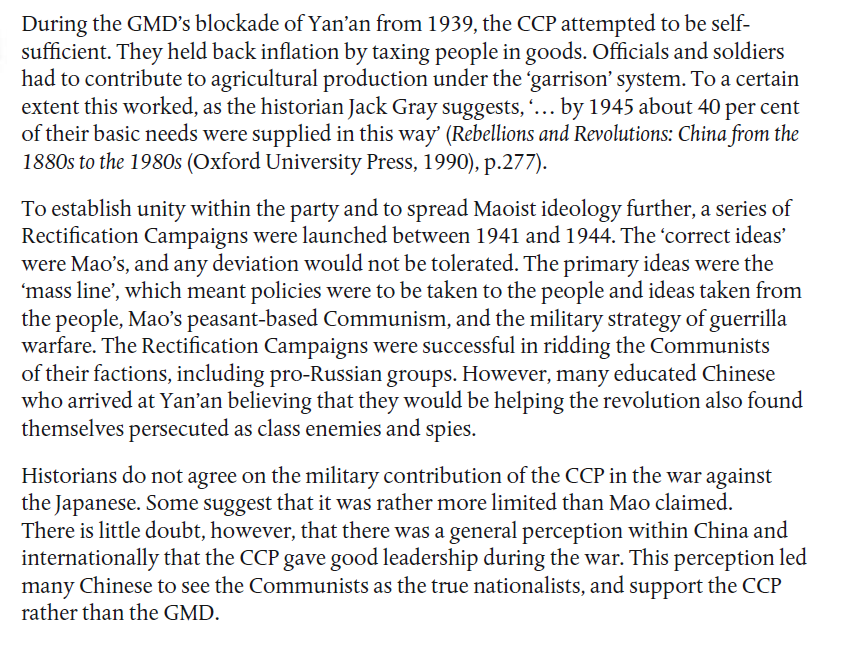 During the GMD’s blockade of Yan’an from 1939, the CCP attempted to be self-
sufficient. They held back inflation by taxing people in goods. Officials and soldiers
had to contribute to agricultural production under the ‘garrison’ system. To a certain
extent this worked, as the historian Jack Gray suggests, ‘… by 1945 about 40 per cent
of their basic needs were supplied in this way’ (Rebellions and Revolutions: China from the
1880s to the 1980s (Oxford University Press, 1990), p.277).
To establish unity within the party and to spread Maoist ideology further, a series of
Rectification Campaigns were launched between 1941 and 1944. The ‘correct ideas’
were Mao’s, and any deviation would not be tolerated. The primary ideas were the
‘mass line’, which meant policies were to be taken to the people and ideas taken from
the people, Mao’s peasant-based Communism, and the military strategy of guerrilla
warfare. The Rectification Campaigns were successful in ridding the Communists
of their factions, including pro-Russian groups. However, many educated Chinese
who arrived at Yan’an believing that they would be helping the revolution also found
themselves persecuted as class enemies and spies.
Historians do not agree on the military contribution of the CCP in the war against
the Japanese. Some suggest that it was rather more limited than Mao claimed.
There is little doubt, however, that there was a general perception within China and
internationally that the CCP gave good leadership during the war. This perception led
many Chinese to see the Communists as the true nationalists, and support the CCP
rather than the GMD.